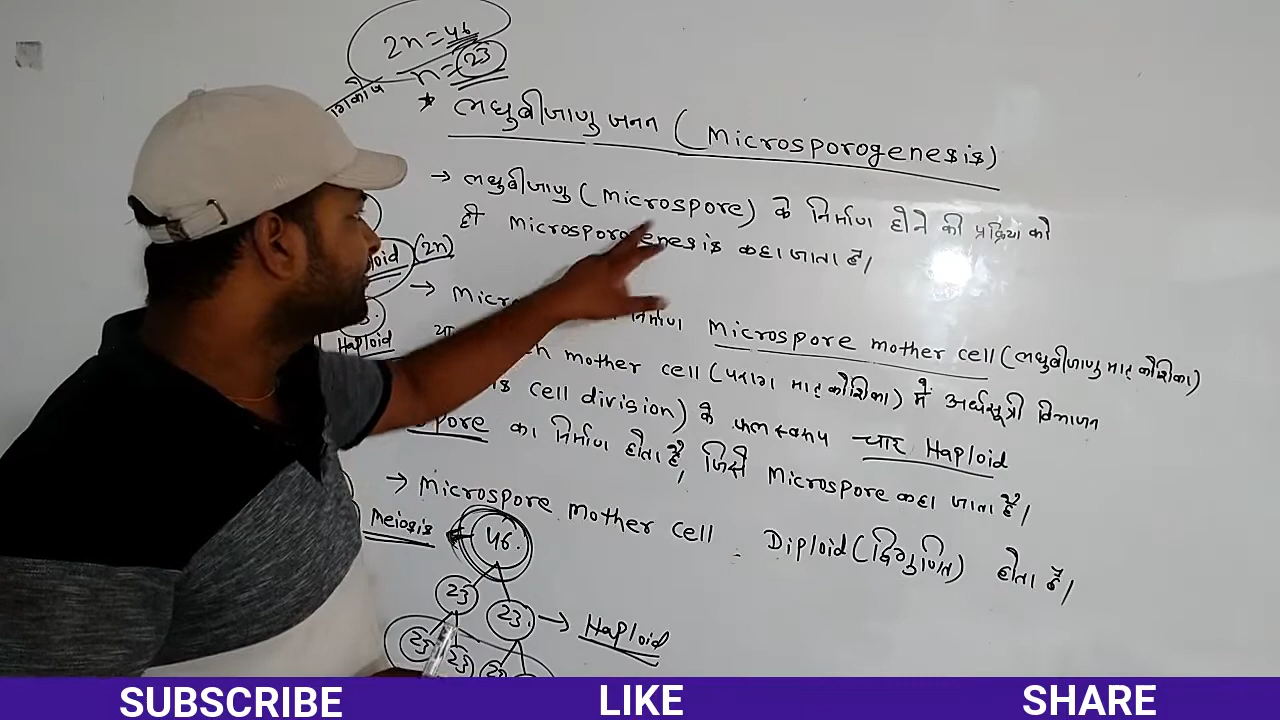 2n=46
n=23
* लघुबीजाणु जनन (Microsporogenesis)
→ लघुबीजाणु (Microspore) के निर्माण होने की प्रक्रिया को
ही Microsporogenesis कहा जाता है।
(2n)
→ निर्माण Microspore mother cell (लघुबीजाणु मातृ कोशिका)
Haploid
mother cell (पराग मातृ कोशिका) में अर्धसूत्री विभाजन
cell division) के फलस्वरूप चार Haploid
का निर्माण होता है, जिसे Microspore कहा जाता है।
→ Microspore mother cell Diploid (द्विगुणित) होता है।
Meiosis
46
23 23 → Haploid
23 23
SUBSCRIBE LIKE SHARE